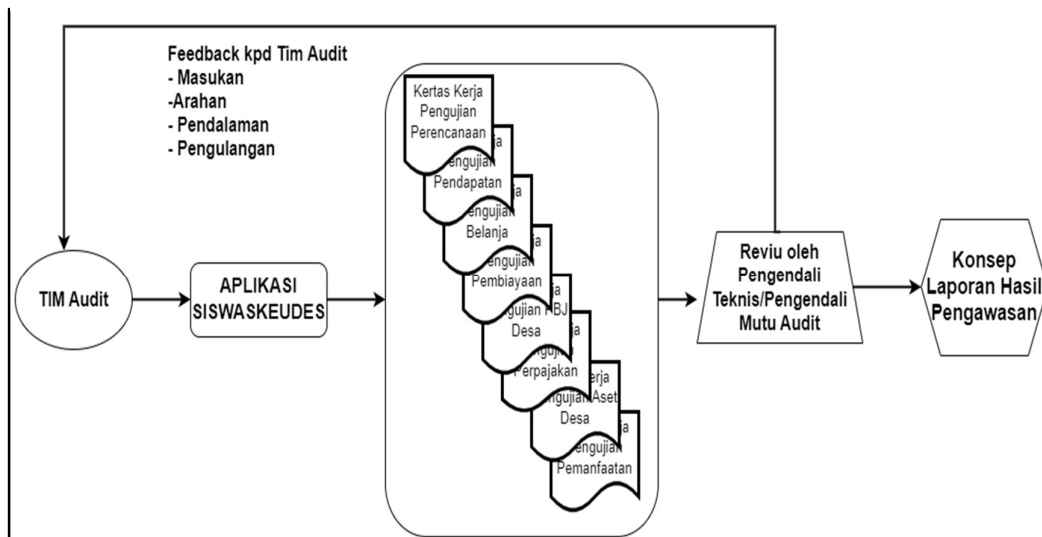 Feedback kpd Tim Audit
- Masukan
-Arahan
- Pendalaman
- Pengulangan
TIM Audit
APLIKASI
SISWASKEUDES
Kertas Kerja
Pengujian
Perencanaan
Pendapatan
Belanja
Pembiayaan
Desa
Perpajakan
Desa
Pemanfaatan
Reviu oleh
Pengendali
Teknis/Pengendali
Mutu Audit
Konsep
Laporan Hasil
Pengawasan